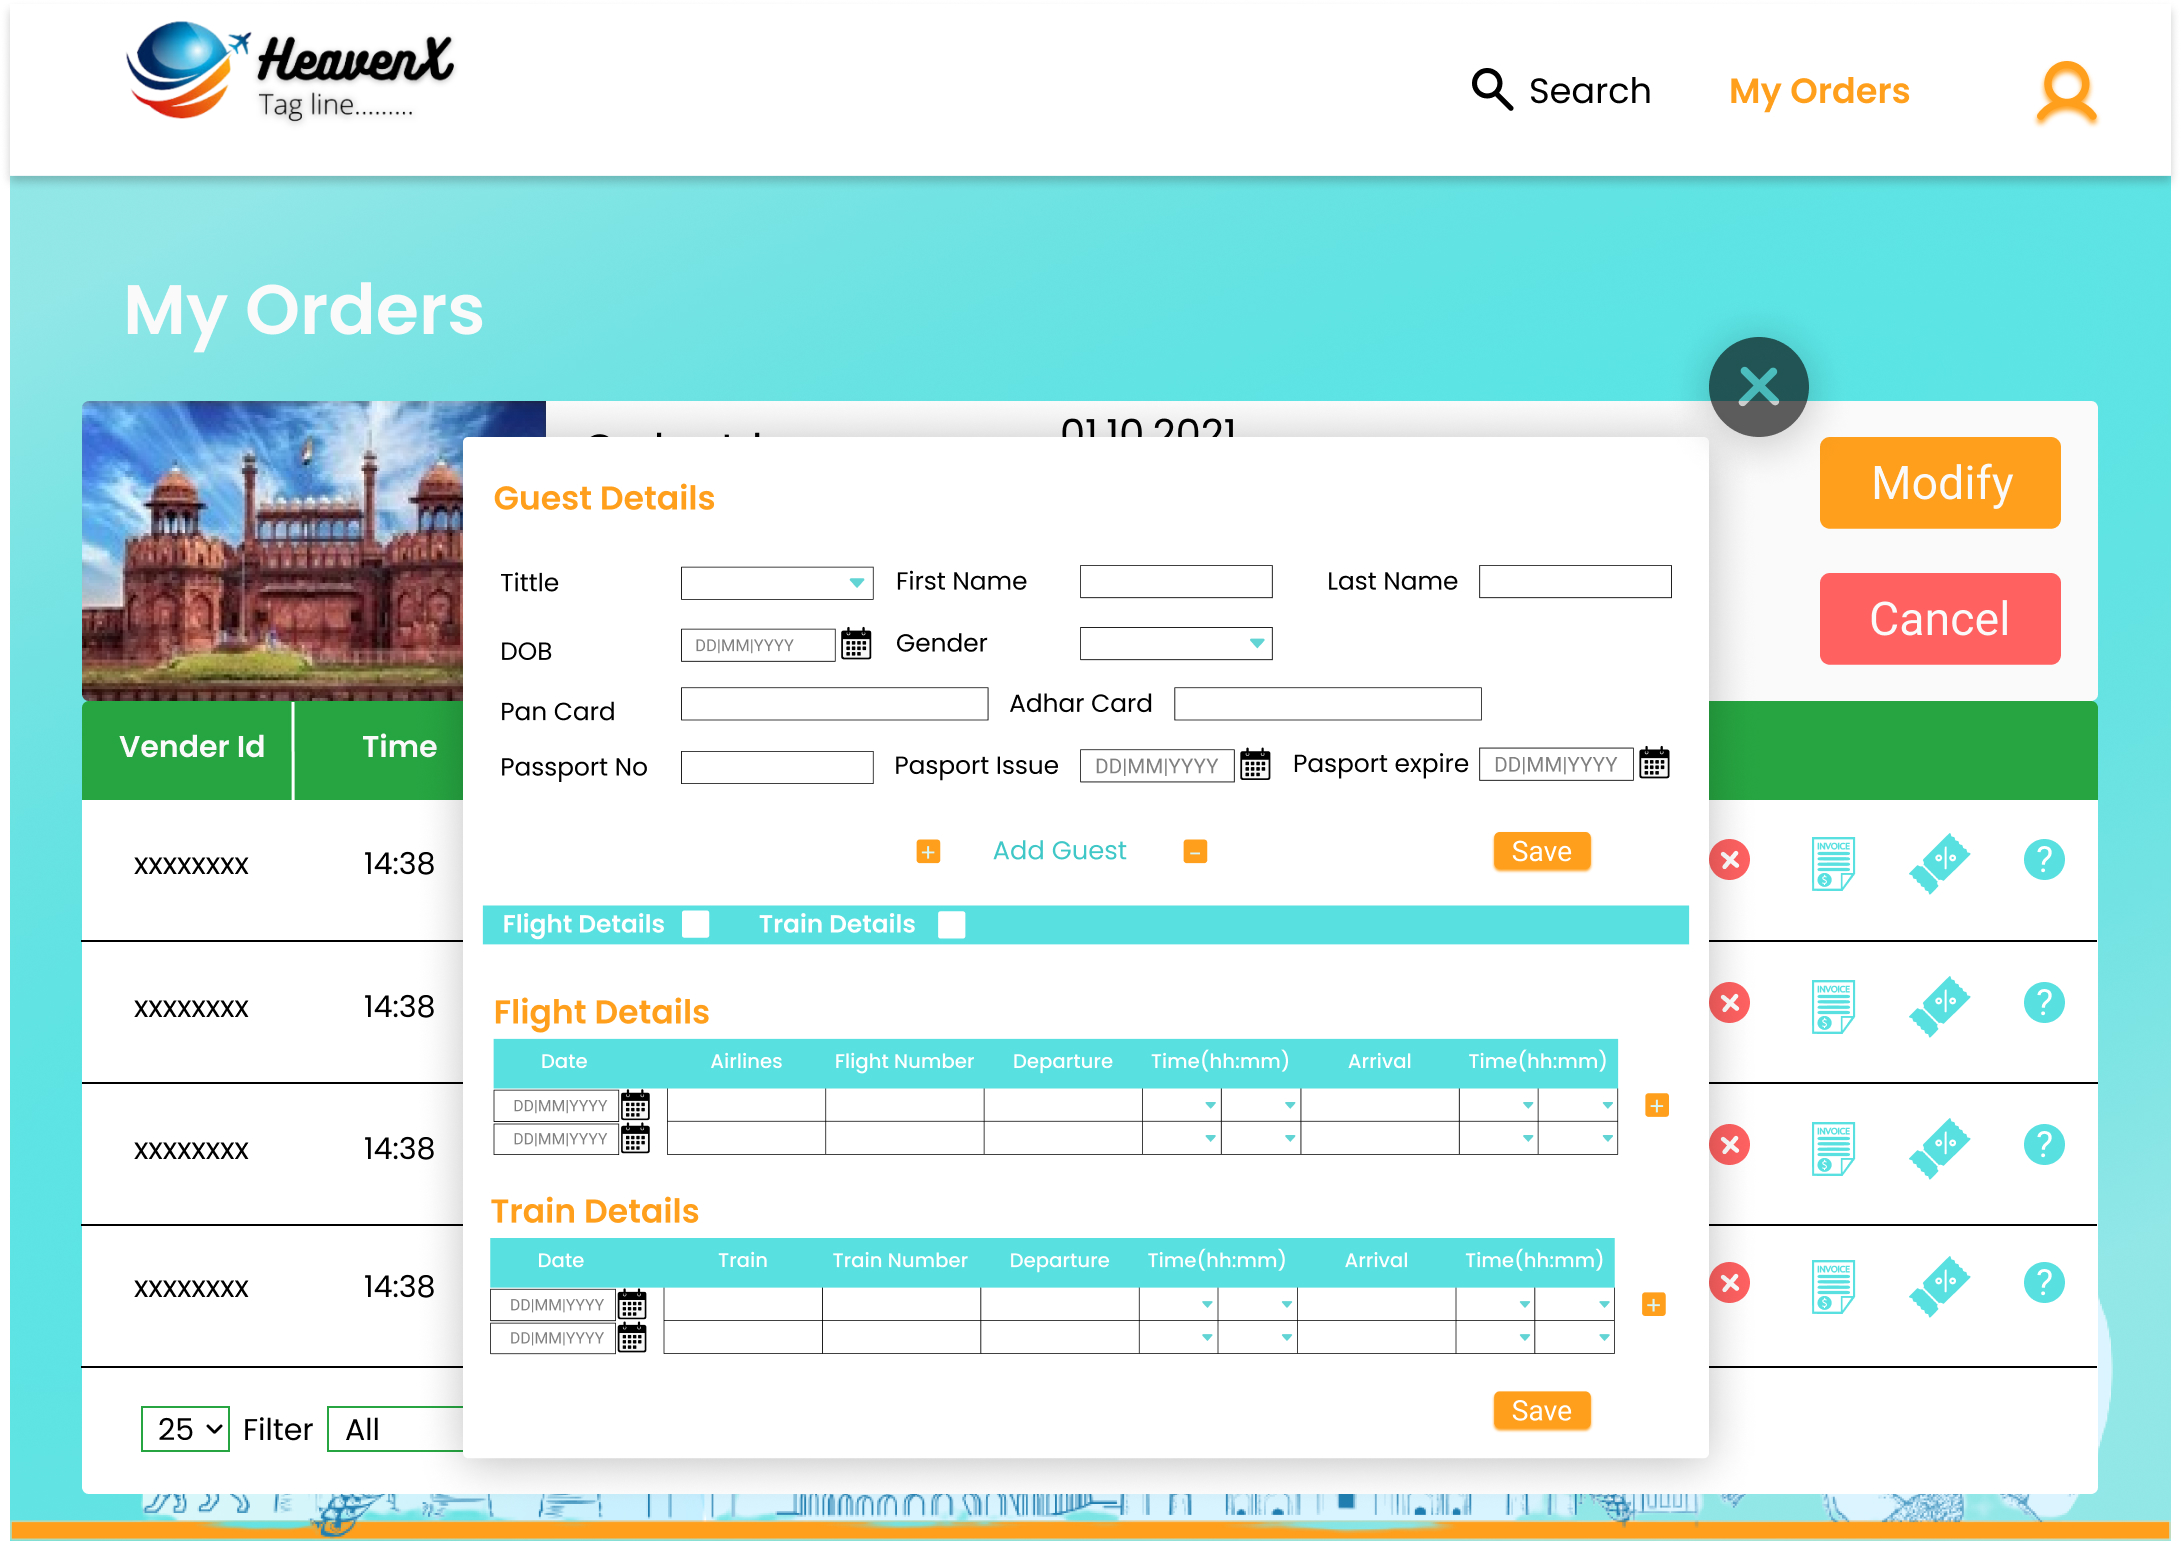 HeavenX
Tag line.........
Search
My Orders
My Orders
01.10.2021
Modify
Cancel
Guest Details
Tittle
First Name
Last Name
DOB
DD|MM|YYYY
Gender
Pan Card
Adhar Card
Passport No
Pasport Issue
DD|MM|YYYY
Pasport expire
DD|MM|YYYY
Add Guest
Save
Flight Details
Train Details
Flight Details
Date Airlines Flight Number Departure Time(hh:mm) Arrival Time(hh:mm)
DD|MM|YYYY
DD|MM|YYYY
Train Details
Date Train Train Number Departure Time(hh:mm) Arrival Time(hh:mm)
DD|MM|YYYY
DD|MM|YYYY
Save
Vender Id Time
xxxxxxxx 14:38 INVOICE
xxxxxxxx 14:38 INVOICE
xxxxxxxx 14:38 INVOICE
xxxxxxxx 14:38 INVOICE
25 Filter All